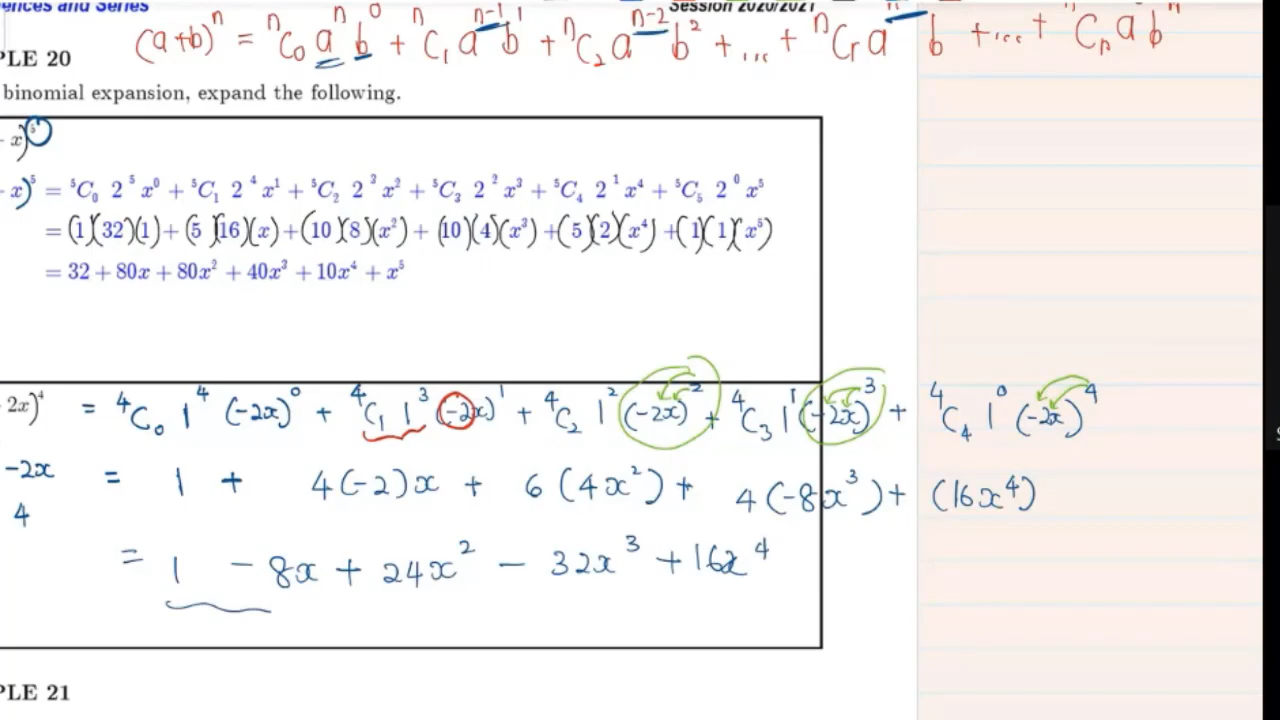 ences and Series Session 2020/2021
(a+b)ⁿ = ⁿC₀ aⁿ b⁰ + ⁿC₁ aⁿ⁻¹ b¹ + ⁿC₂ aⁿ⁻² b² + ... + ⁿCᵣ aⁿ⁻ b + ... + ⁿCₙ a bⁿ
PLE 20
binomial expansion, expand the following.
x)⁵
x)⁵ = ⁵C₀ 2⁵ x⁰ + ⁵C₁ 2⁴ x¹ + ⁵C₂ 2³ x² + ⁵C₃ 2² x³ + ⁵C₄ 2¹ x⁴ + ⁵C₅ 2⁰ x⁵
= (1)(32)(1) + (5)(16)(x) + (10)(8)(x²) + (10)(4)(x³) + (5)(2)(x⁴) + (1)(1)(x⁵)
= 32 + 80x + 80x² + 40x³ + 10x⁴ + x⁵
2x)⁴ = ⁴C₀ 1⁴ (-2x)⁰ + ⁴C₁ 1³ (-2x)¹ + ⁴C₂ 1² (-2x)² + ⁴C₃ 1¹ (-2x)³ + ⁴C₄ 1⁰ (-2x)⁴
-2x = 1 + 4(-2)x + 6(4x²) + 4(-8x³) + (16x⁴)
4
= 1 - 8x + 24x² - 32x³ + 16x⁴
PLE 21